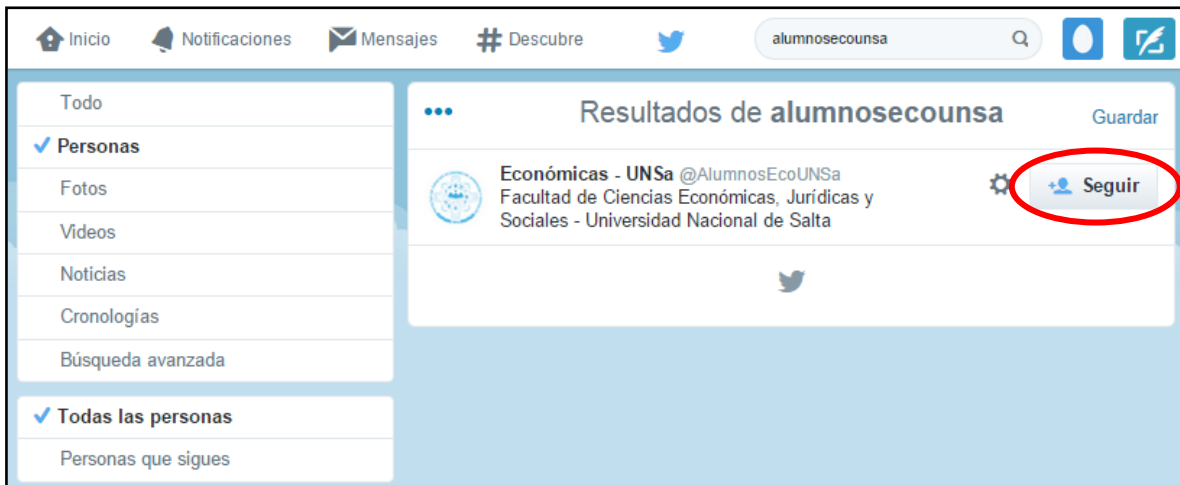 Inicio Notificaciones Mensajes Descubre alumnosecounsa
Todo
Personas
Fotos
Videos
Noticias
Cronologías
Búsqueda avanzada
Todas las personas
Personas que sigues
Resultados de alumnosecounsa Guardar
Económicas - UNSa @AlumnosEcoUNSa
Facultad de Ciencias Económicas, Jurídicas y
Sociales - Universidad Nacional de Salta
Seguir